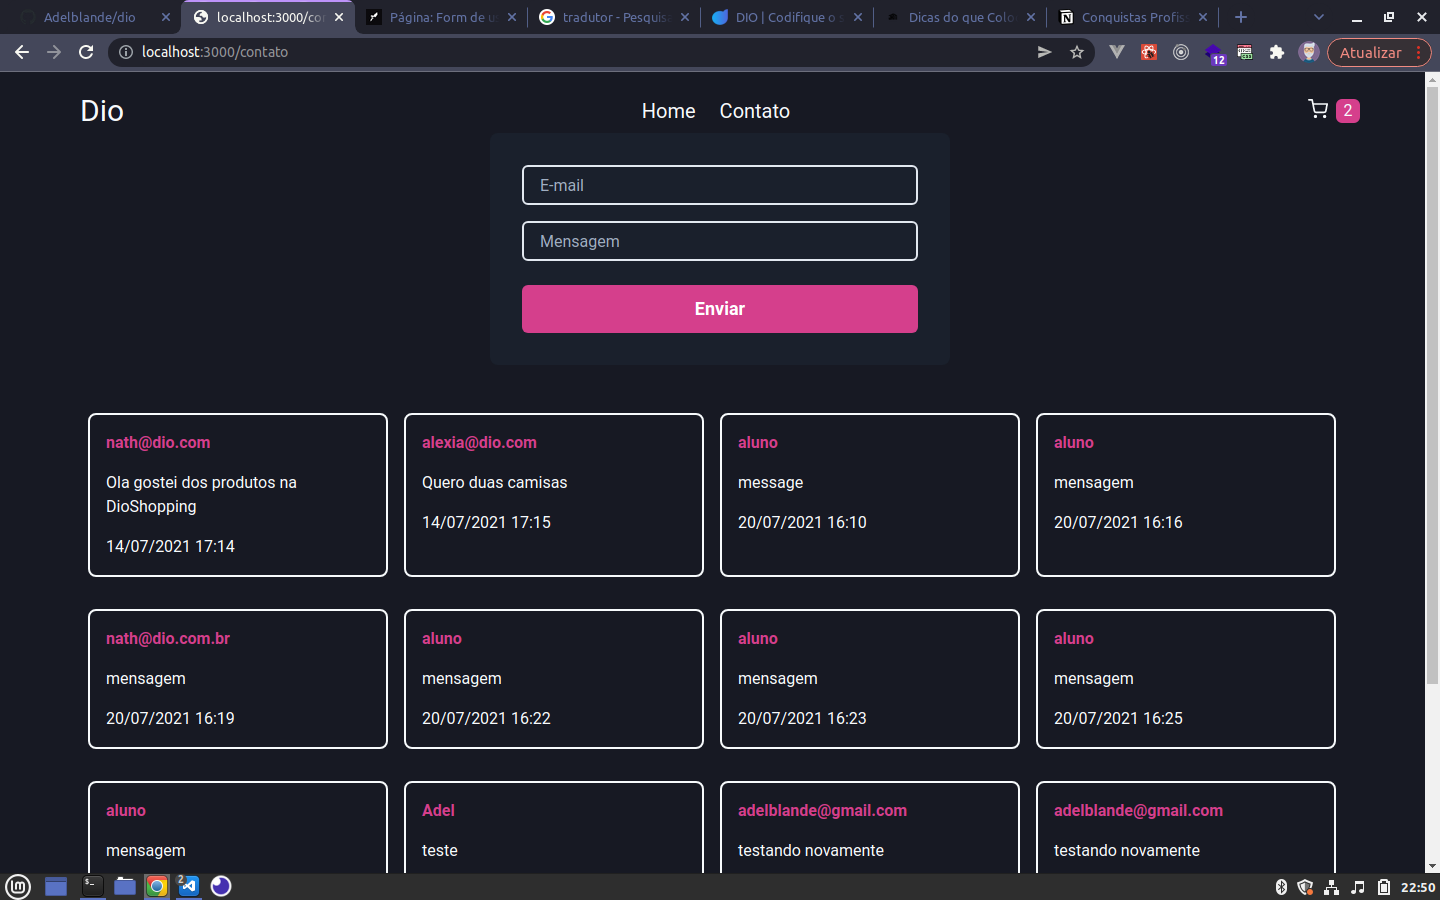 Adelblande/dio
localhost:3000/co
Página: Form de u
tradutor - Pesquis
DIO | Codifique o s
Dicas do que Colo
Conquistas Profis
localhost:3000/contato
12
Atualizar
Dio
Home
Contato
2
E-mail
Mensagem
Enviar
nath@dio.com
Ola gostei dos produtos na
DioShopping
14/07/2021 17:14
alexia@dio.com
Quero duas camisas
14/07/2021 17:15
aluno
message
20/07/2021 16:10
aluno
mensagem
20/07/2021 16:16
nath@dio.com.br
mensagem
20/07/2021 16:19
aluno
mensagem
20/07/2021 16:22
aluno
mensagem
20/07/2021 16:23
aluno
mensagem
20/07/2021 16:25
aluno
mensagem
Adel
teste
adelblande@gmail.com
testando novamente
adelblande@gmail.com
testando novamente
2
22:50